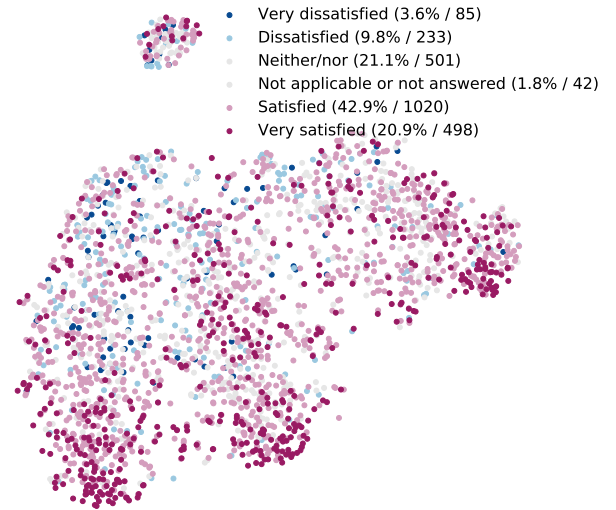 Very dissatisfied (3.6% / 85)
Dissatisfied (9.8% / 233)
Neither/nor (21.1% / 501)
Not applicable or not answered (1.8% / 42)
Satisfied (42.9% / 1020)
Very satisfied (20.9% / 498)